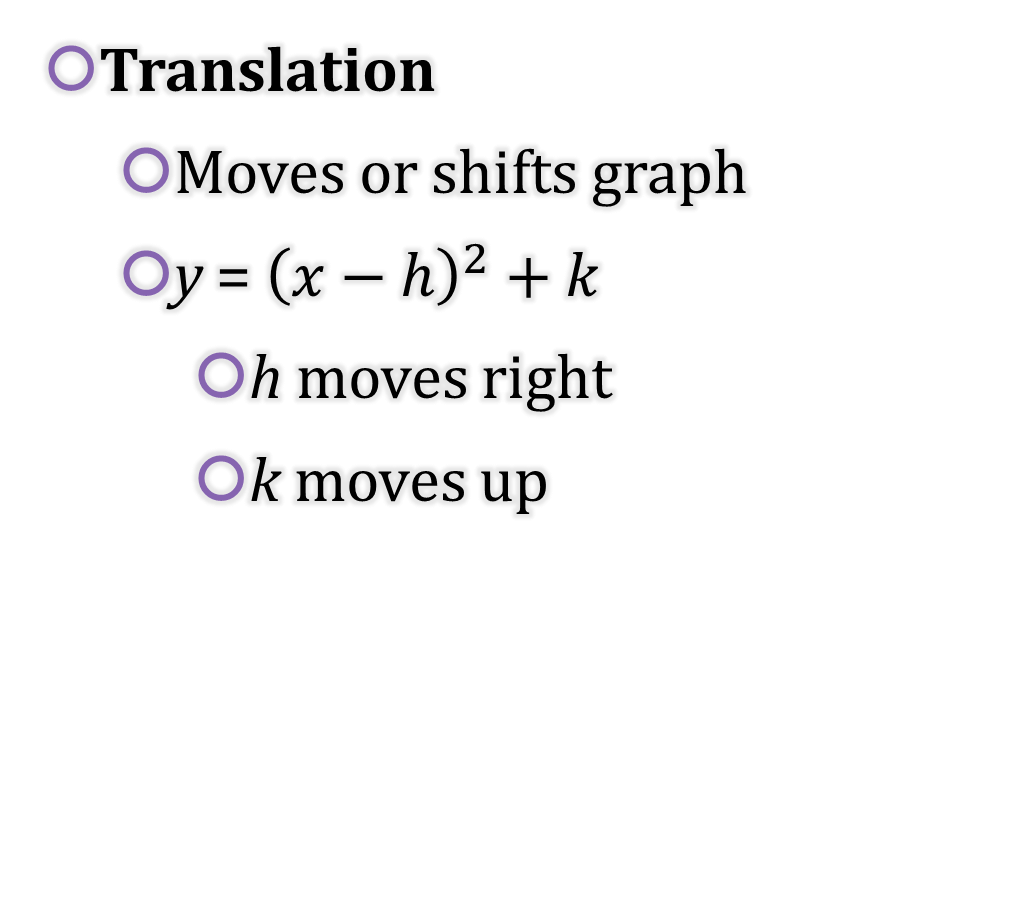 Translation
Moves or shifts graph
y = (x − h)² + k
h moves right
k moves up